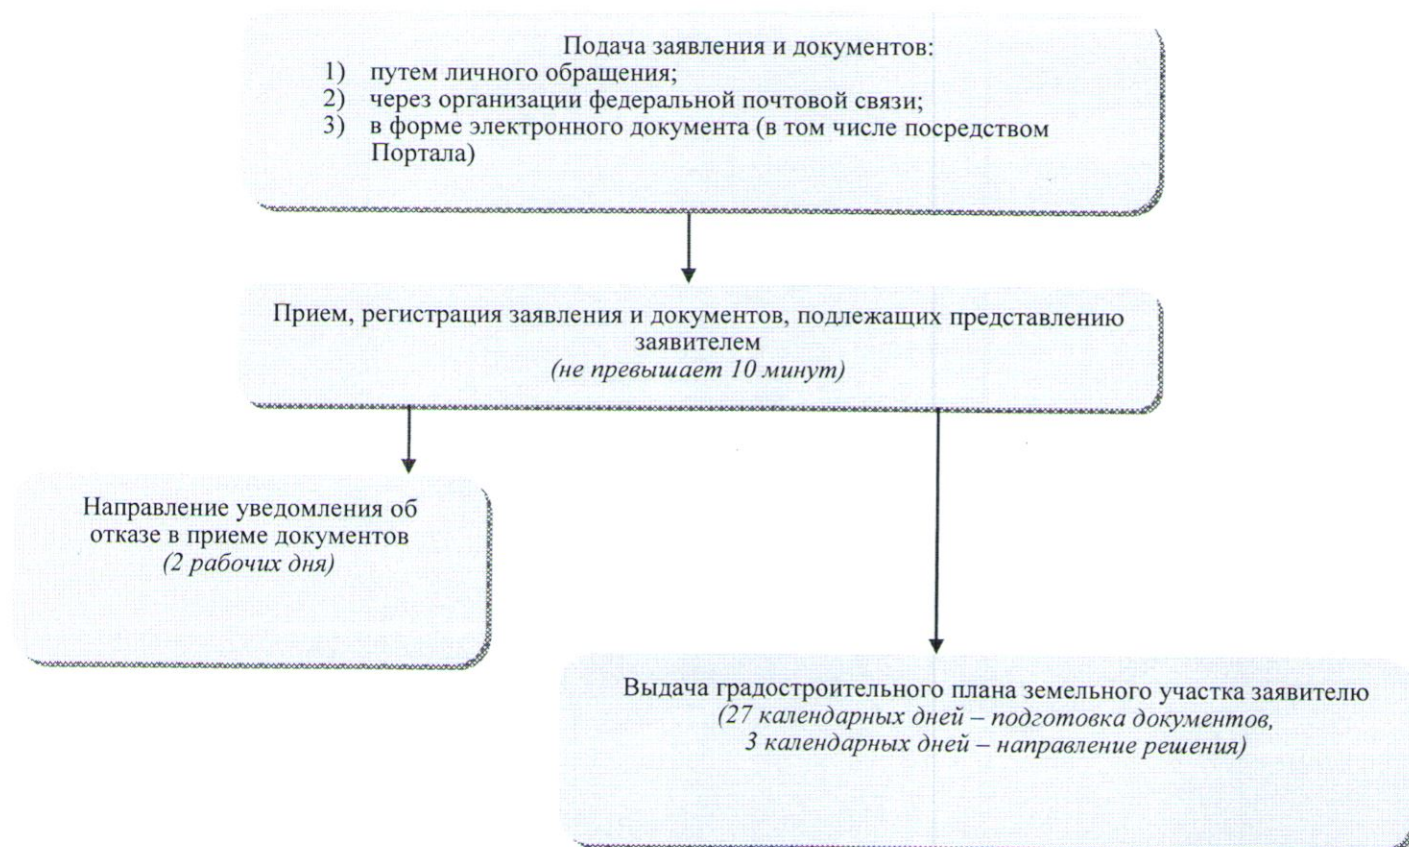 Подача заявления и документов:
1) путем личного обращения;
2) через организации федеральной почтовой связи;
3) в форме электронного документа (в том числе посредством
Портала)
Прием, регистрация заявления и документов, подлежащих представлению
заявителем
(не превышает 10 минут)
Направление уведомления об
отказе в приеме документов
(2 рабочих дня)
Выдача градостроительного плана земельного участка заявителю
(27 календарных дней – подготовка документов,
3 календарных дней – направление решения)